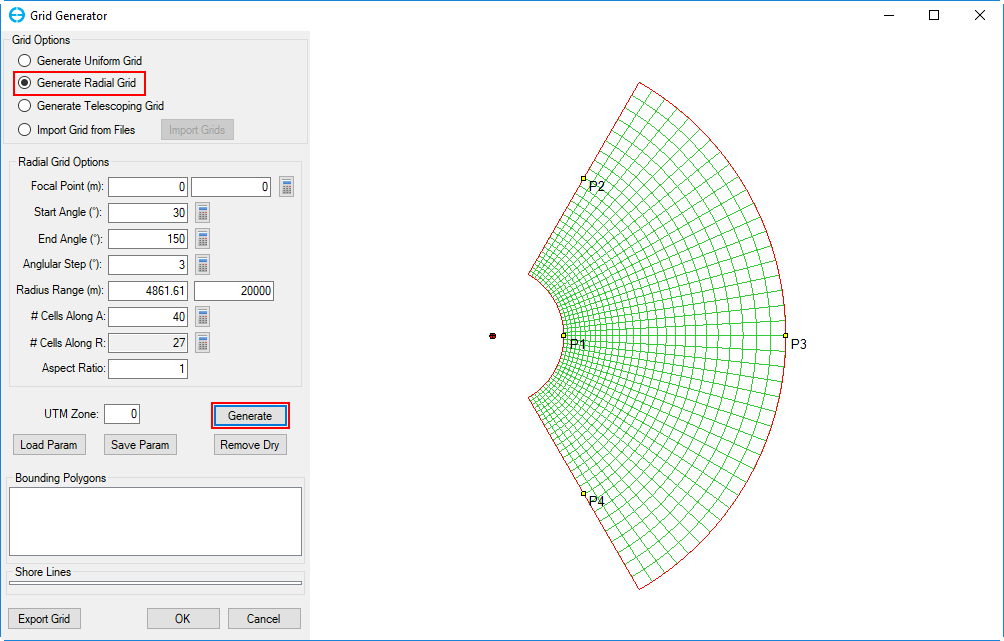 Grid Generator
Grid Options
Generate Uniform Grid
Generate Radial Grid
Generate Telescoping Grid
Import Grid from Files Import Grids
Radial Grid Options
Focal Point (m): 0 0
Start Angle (°): 30
End Angle (°): 150
Anglular Step (°): 3
Radius Range (m): 4861.61 20000
# Cells Along A: 40
# Cells Along R: 27
Aspect Ratio: 1
UTM Zone: 0 Generate
Load Param Save Param Remove Dry
Bounding Polygons
Shore Lines
Export Grid OK Cancel
P2
P1
P3
P4